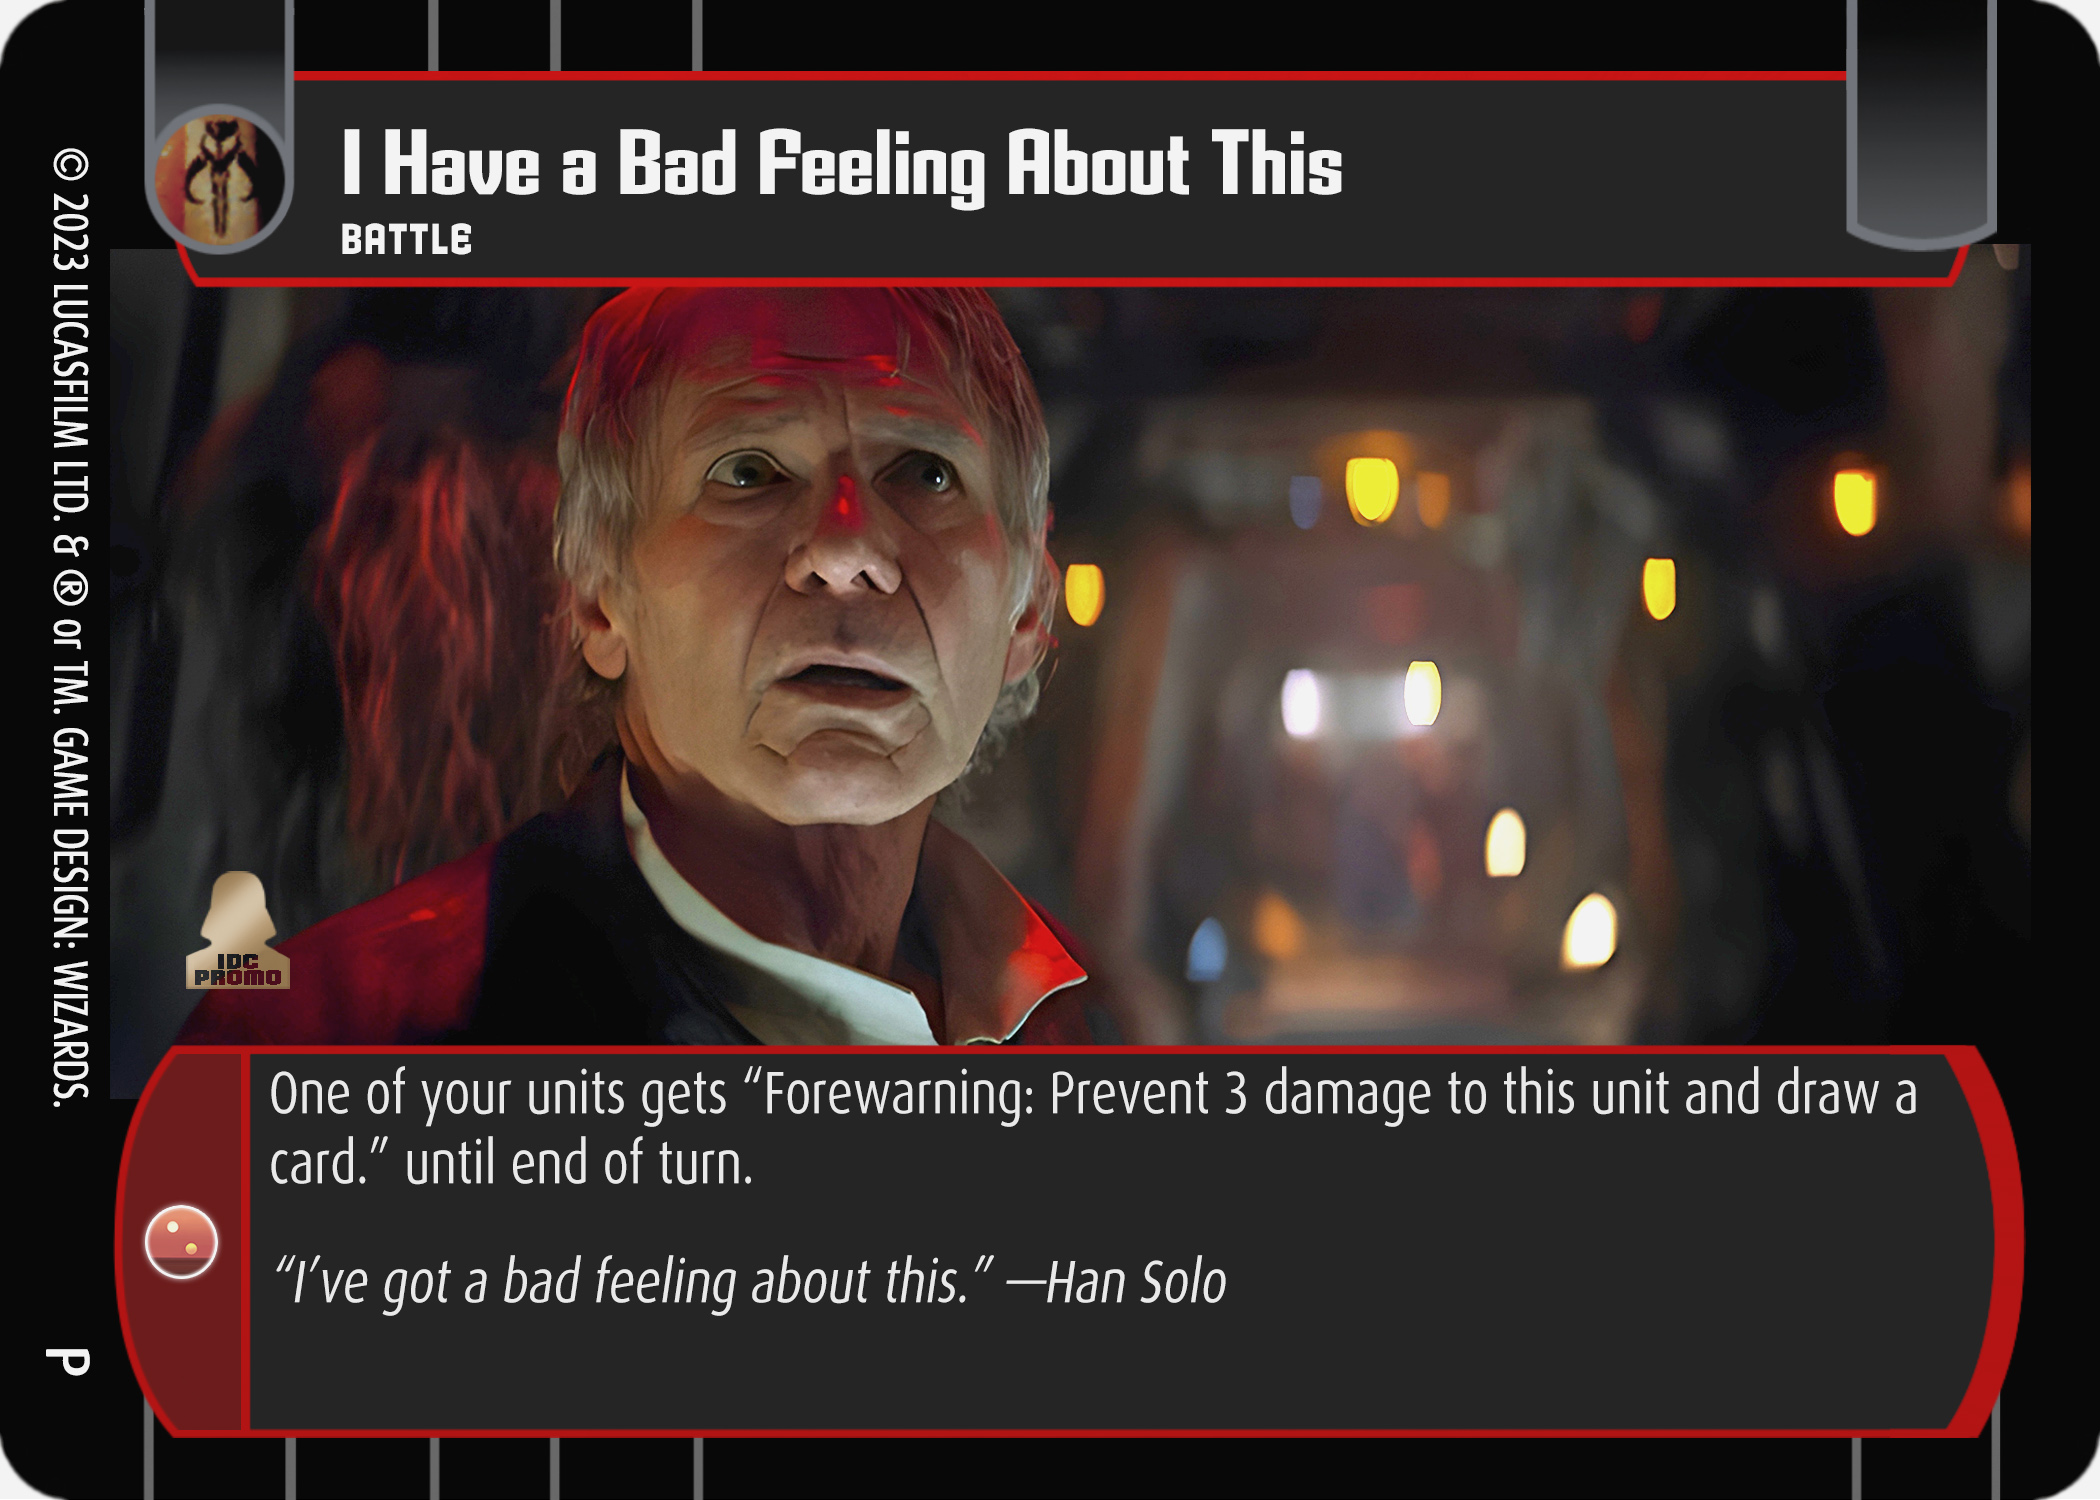 I Have a Bad Feeling About This
BATTLE
© 2023 LUCASFILM LTD. & ® or TM. GAME DESIGN: WIZARDS.
P
IDC
PROMO
One of your units gets “Forewarning: Prevent 3 damage to this unit and draw a
card.” until end of turn.
“I’ve got a bad feeling about this.” —Han Solo